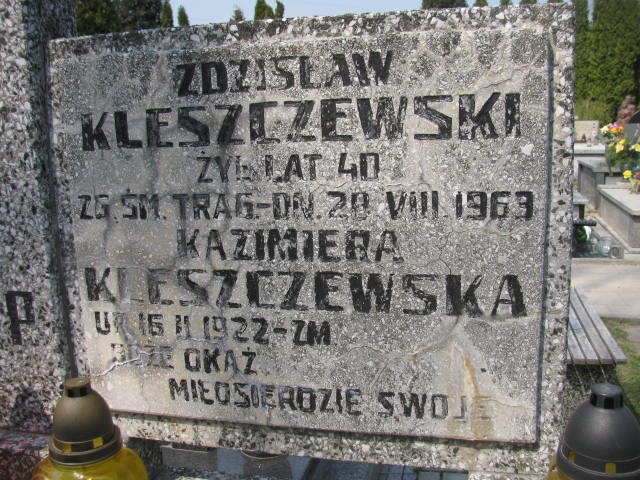 ZDZISŁAW
KLESZCZEWSKI
ŻYŁ LAT 40
ZG. ŚM. TRAG.-DN. 28 VIII. 1963
KAZIMIERA
KLESZCZEWSKA
UR. 16 II. 1922 - ZM
BOŻE OKAŻ
MIŁOSIERDZIE SWOJE
P